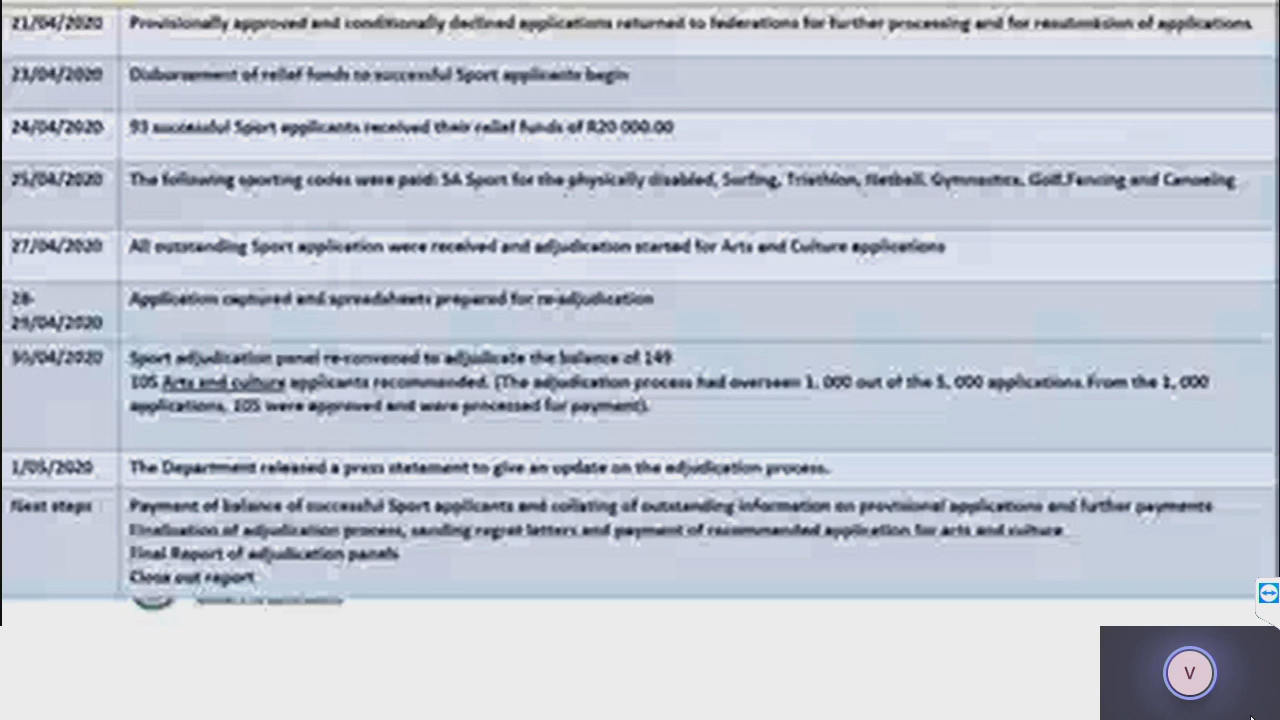 21/04/2020 Provisionally approved and conditionally declined applications returned to federations for further processing and for resubmission of applications
23/04/2020 Disbursement of relief funds to successful Sport applicants begin
24/04/2020 93 successful Sport applicants received their relief funds of R20 000.00
25/04/2020 The following sporting codes were paid: SA Sport for the physically disabled, Surfing, Triathlon, Netball, Gymnastics, Golf,Fencing and Canoeing
27/04/2020 All outstanding Sport application were received and adjudication started for Arts and Culture applications
28- Application captured and spreadsheets prepared for re-adjudication
29/04/2020
30/04/2020 Sport adjudication panel re-convened to adjudicate the balance of 149
105 Arts and culture applicants recommended. (The adjudication process had overseen 1, 000 out of the 5, 000 applications.From the 1, 000
applications, 105 were approved and were processed for payment).
1/05/2020 The Department released a press statement to give an update on the adjudication process.
Next steps Payment of balance of successful Sport applicants and collating of outstanding information on provisional applications and further payments
Finalisation of adjudication process, sending regret letters and payment of recommended application for arts and culture
Final Report of adjudication panels
Close out report
V